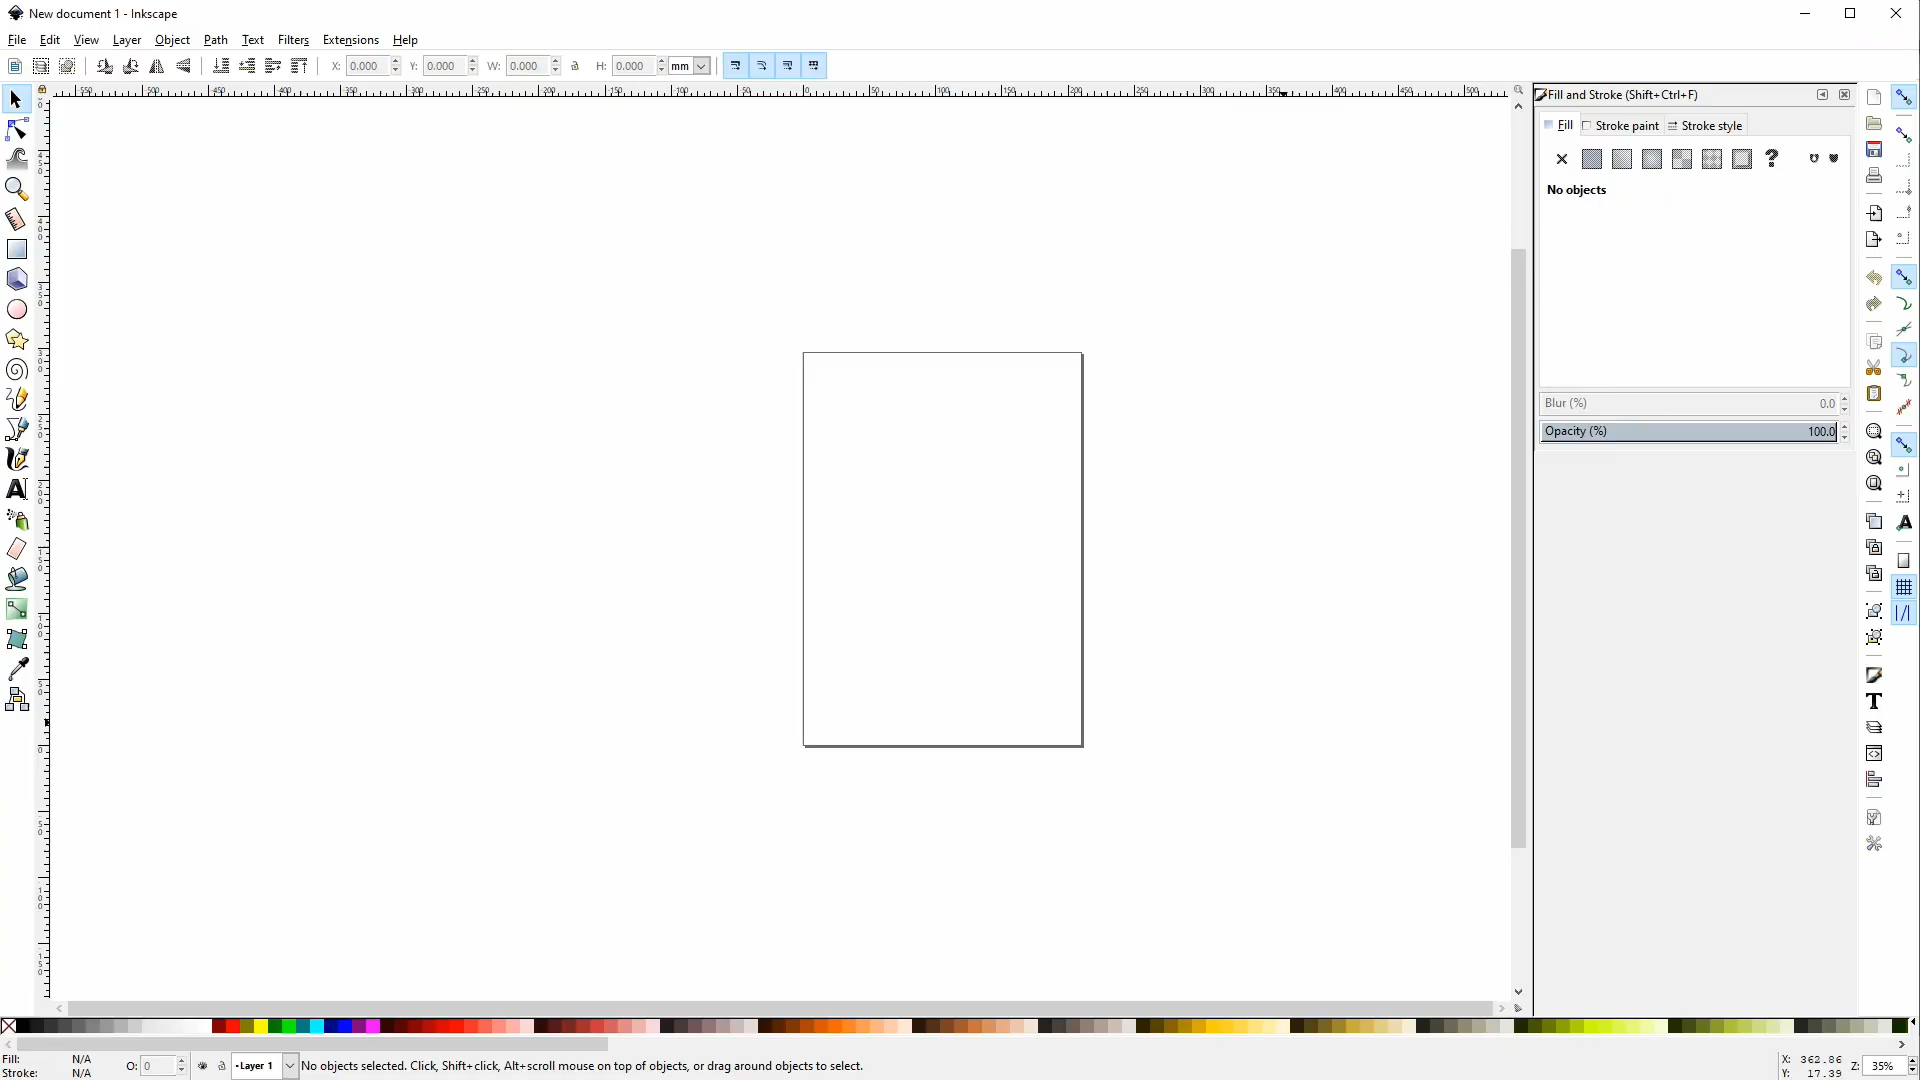 New document 1 - Inkscape
File Edit View Layer Object Path Text Filters Extensions Help
X: 0.000 Y: 0.000 W: 0.000 H: 0.000 mm
Fill and Stroke (Shift+Ctrl+F)
Fill Stroke paint Stroke style
No objects
Blur (%) 0.0
Opacity (%) 100.0
Fill: N/A
Stroke: N/A
O: 0
•Layer 1
No objects selected. Click, Shift+click, Alt+scroll mouse on top of objects, or drag around objects to select.
X: 362.86
Y: 17.39
Z: 35%